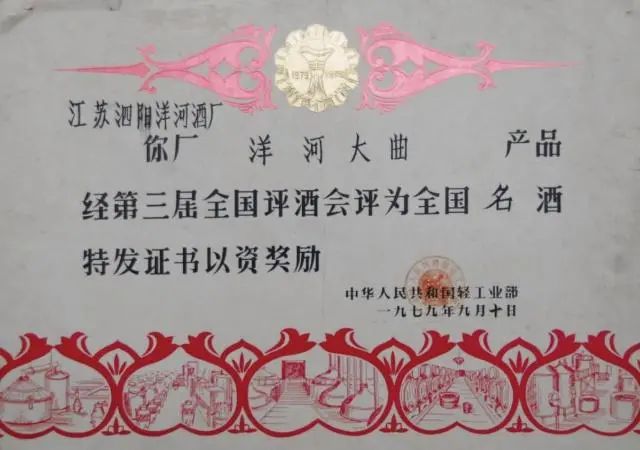 江苏泗阳洋河酒厂
你厂 洋河大曲 产品
经第三届全国评酒会评为全国名酒
特发证书以资奖励
中华人民共和国轻工业部
一九七九年九月十日